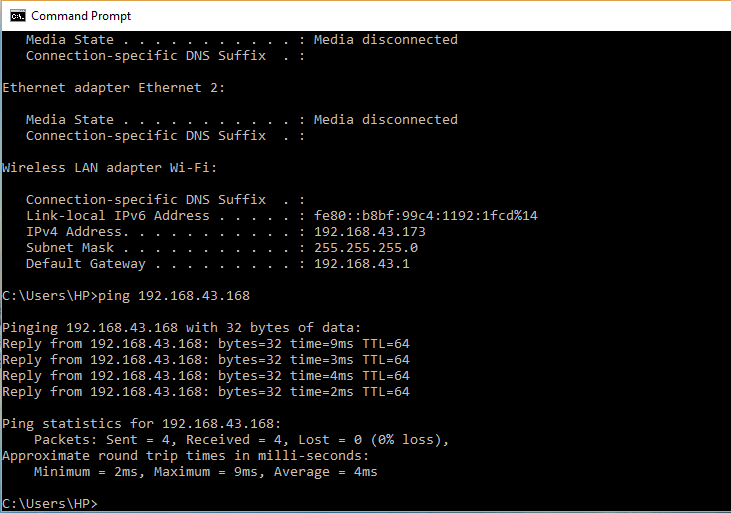 Command Prompt
Media State . . . . . . . . . . . : Media disconnected
Connection-specific DNS Suffix  . :
Ethernet adapter Ethernet 2:
Media State . . . . . . . . . . . : Media disconnected
Connection-specific DNS Suffix  . :
Wireless LAN adapter Wi-Fi:
Connection-specific DNS Suffix  . :
Link-local IPv6 Address . . . . . : fe80::b8bf:99c4:1192:1fcd%14
IPv4 Address. . . . . . . . . . . : 192.168.43.173
Subnet Mask . . . . . . . . . . . : 255.255.255.0
Default Gateway . . . . . . . . . : 192.168.43.1
C:\Users\HP>ping 192.168.43.168
Pinging 192.168.43.168 with 32 bytes of data:
Reply from 192.168.43.168: bytes=32 time=9ms TTL=64
Reply from 192.168.43.168: bytes=32 time=3ms TTL=64
Reply from 192.168.43.168: bytes=32 time=4ms TTL=64
Reply from 192.168.43.168: bytes=32 time=2ms TTL=64
Ping statistics for 192.168.43.168:
Packets: Sent = 4, Received = 4, Lost = 0 (0% loss),
Approximate round trip times in milli-seconds:
Minimum = 2ms, Maximum = 9ms, Average = 4ms
C:\Users\HP>